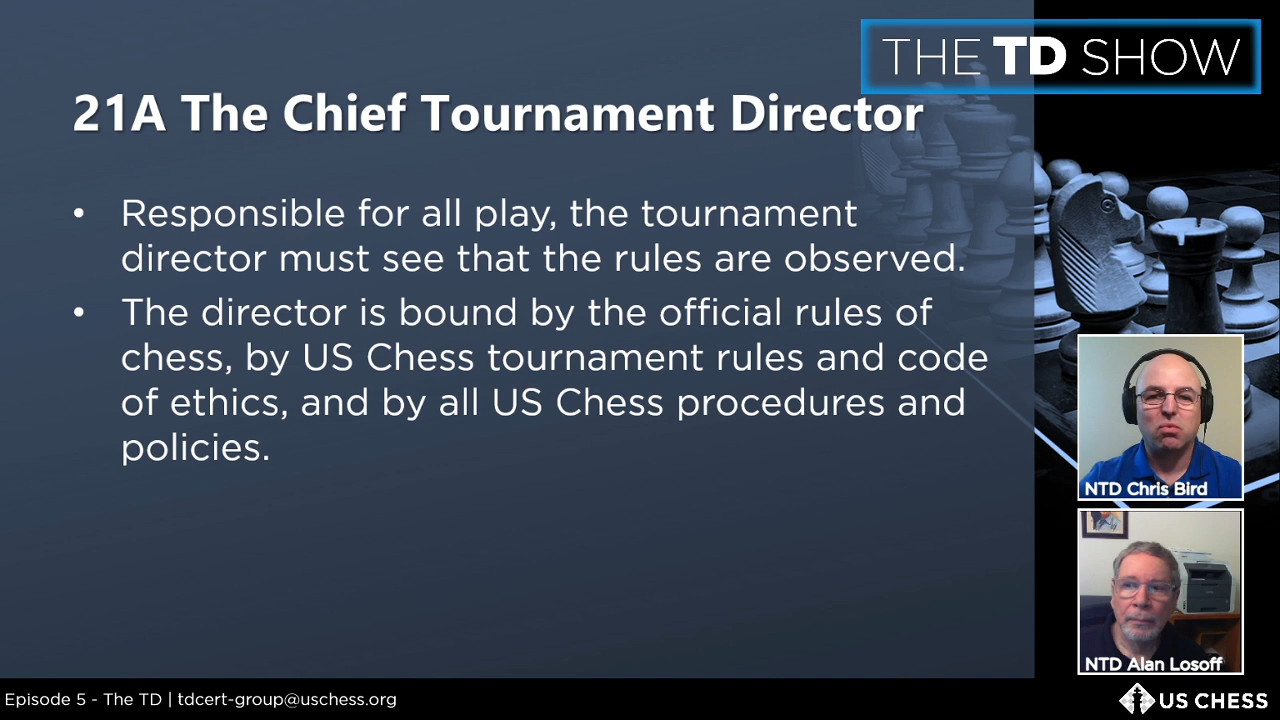 THE TD SHOW
21A The Chief Tournament Director
• Responsible for all play, the tournament
director must see that the rules are observed.
• The director is bound by the official rules of
chess, by US Chess tournament rules and code
of ethics, and by all US Chess procedures and
policies.
NTD Chris Bird
NTD Alan Losoff
Episode 5 - The TD | tdcert-group@uschess.org
US CHESS